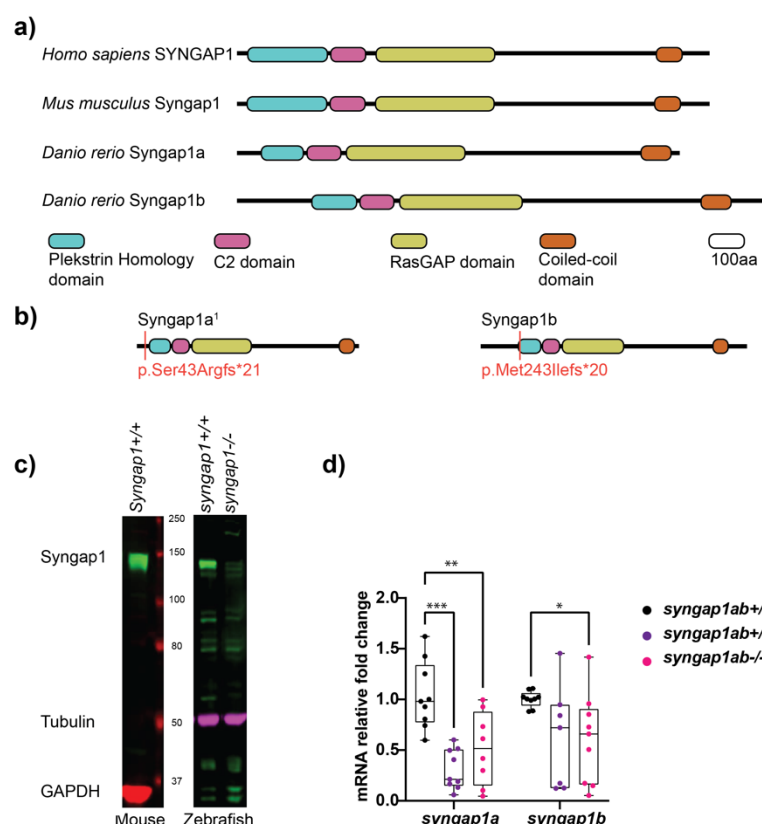 a)
Homo sapiens SYNGAP1
Mus musculus Syngap1
Danio rerio Syngap1a
Danio rerio Syngap1b
Plekstrin Homology
domain
C2 domain
RasGAP domain
Coiled-coil
domain
100aa
b)
Syngap1a¹
p.Ser43Argfs*21
Syngap1b
p.Met243Ilefs*20
c)
Syngap1+/+
syngap1+/+
syngap1-/-
250
Syngap1
150
100
80
Tubulin
50
37
GAPDH
Mouse
Zebrafish
d)
mRNA relative fold change
2.0
1.5
1.0
0.5
0.0
**
***
*
syngap1a
syngap1b
syngap1ab+/
syngap1ab+/
syngap1ab-/-